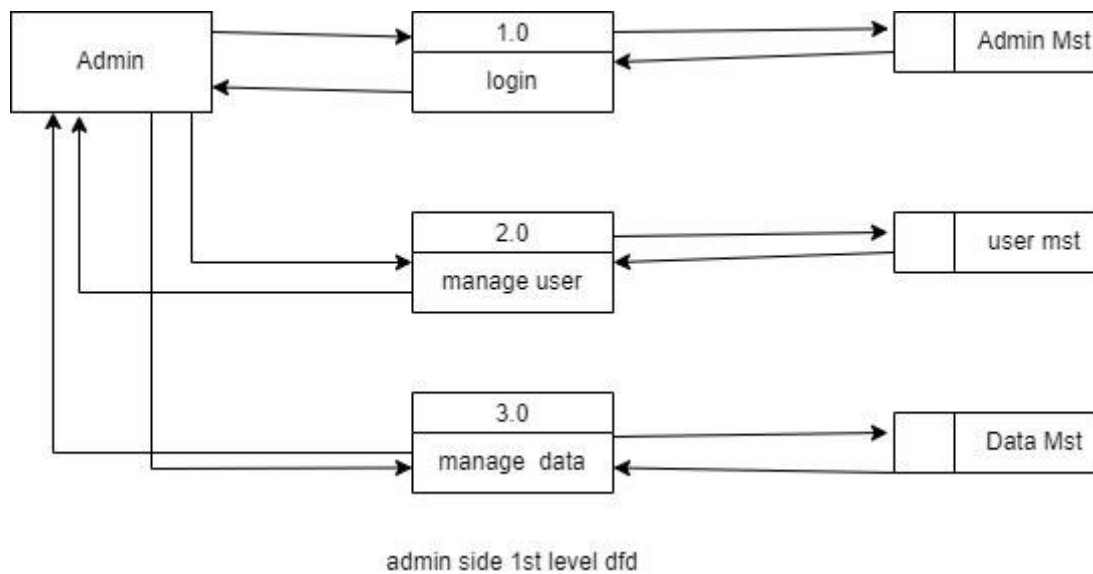 Admin
1.0
login
Admin Mst
2.0
manage user
user mst
3.0
manage data
Data Mst
admin side 1st level dfd